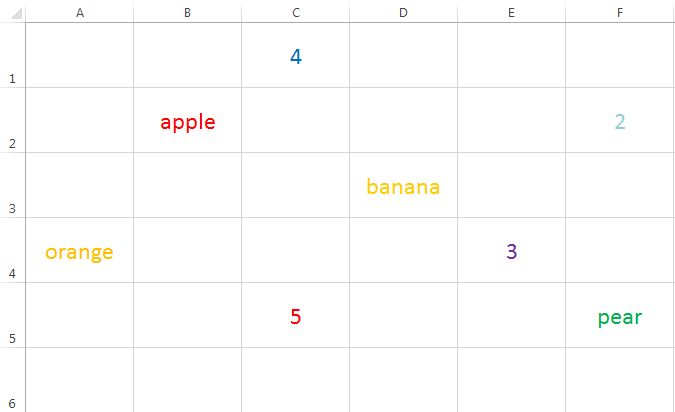 A B C D E F
1 4
2 apple 2
3 banana
4 orange 3
5 5 pear
6